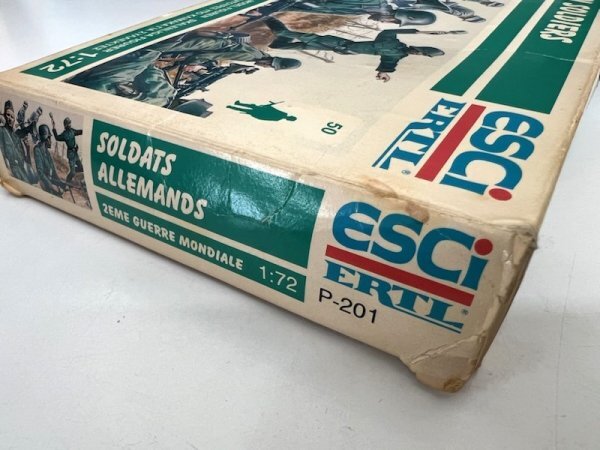 SOLDIERS
1:72
50
ESCi
ERTL®
SOLDATS
ALLEMANDS
2EME GUERRE MONDIALE 1:72
ESCi
ERTL®
P-201